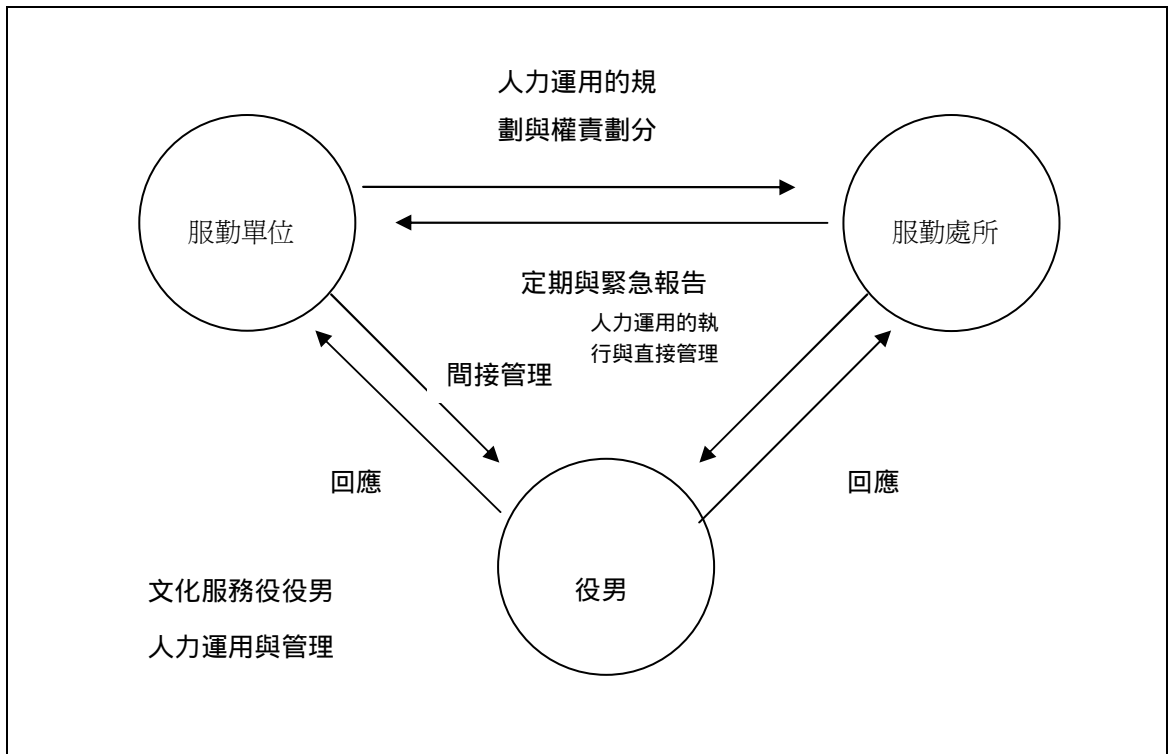 人力運用的規
劃與權責劃分
服勤單位
服勤處所
定期與緊急報告
人力運用的執
行與直接管理
間接管理
回應
回應
役男
文化服務役役男
人力運用與管理